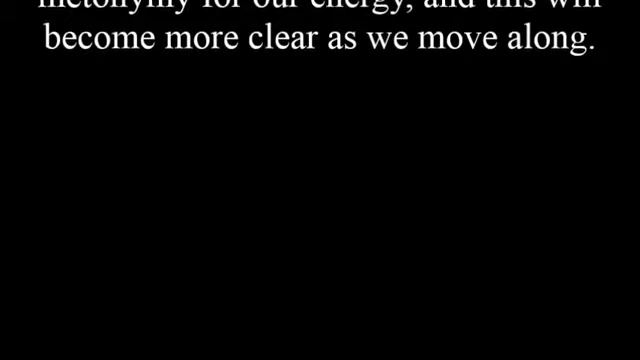 metonymy for our energy, and this will
become more clear as we move along.